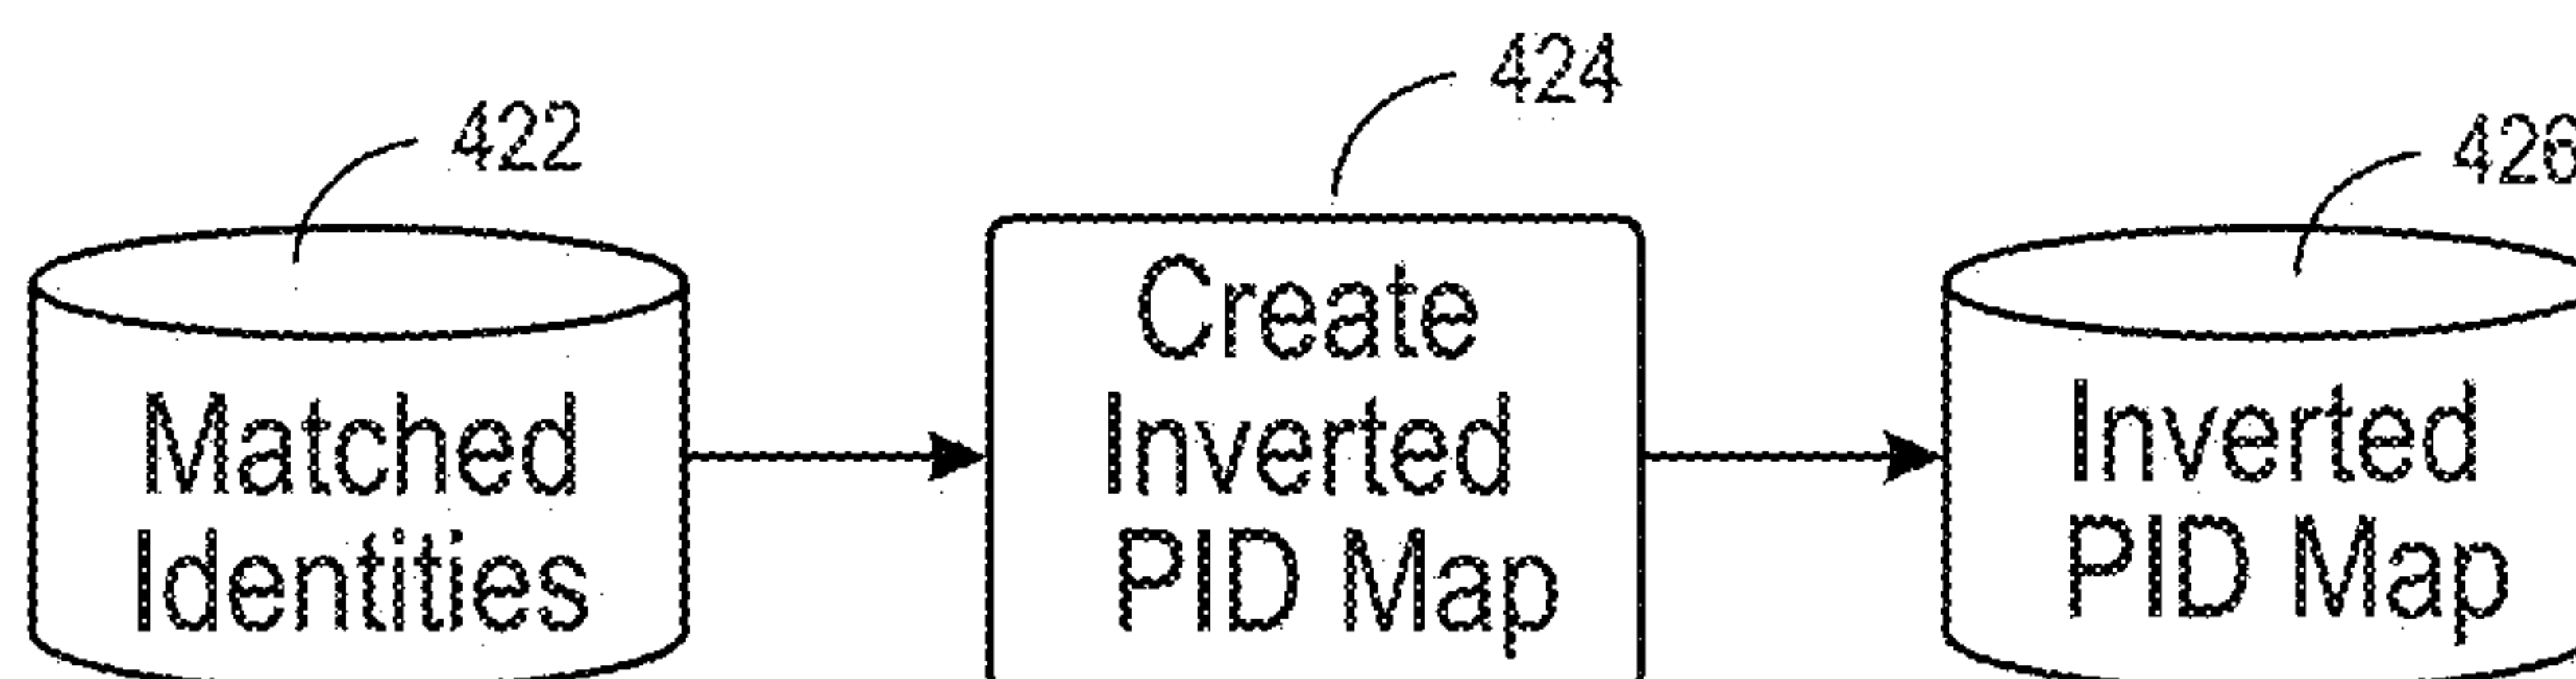 422
424
426
Matched
Identities
Create
Inverted
PID Map
Inverted
PID Map